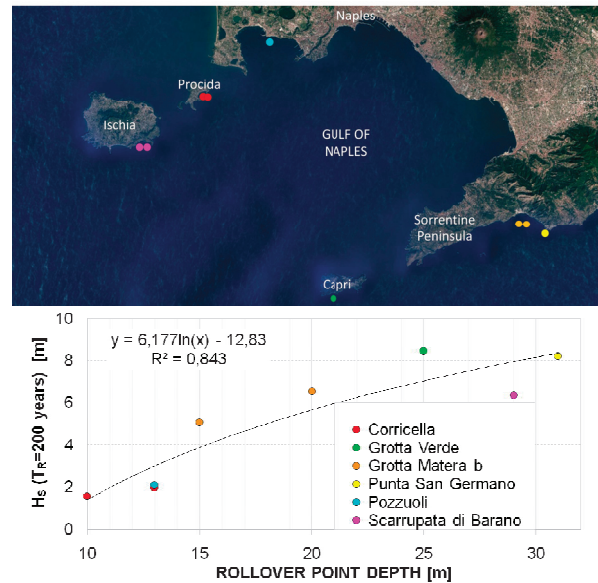 Naples
Procida
Ischia
GULF OF
NAPLES
Sorrentine
Peninsula
Capri
10
8
6
4
2
0
H_S (T_R=200 years) [m]
y = 6,177ln(x) - 12,83
R² = 0,843
Corricella
Grotta Verde
Grotta Matera b
Punta San Germano
Pozzuoli
Scarrupata di Barano
10 15 20 25 30
ROLLOVER POINT DEPTH [m]